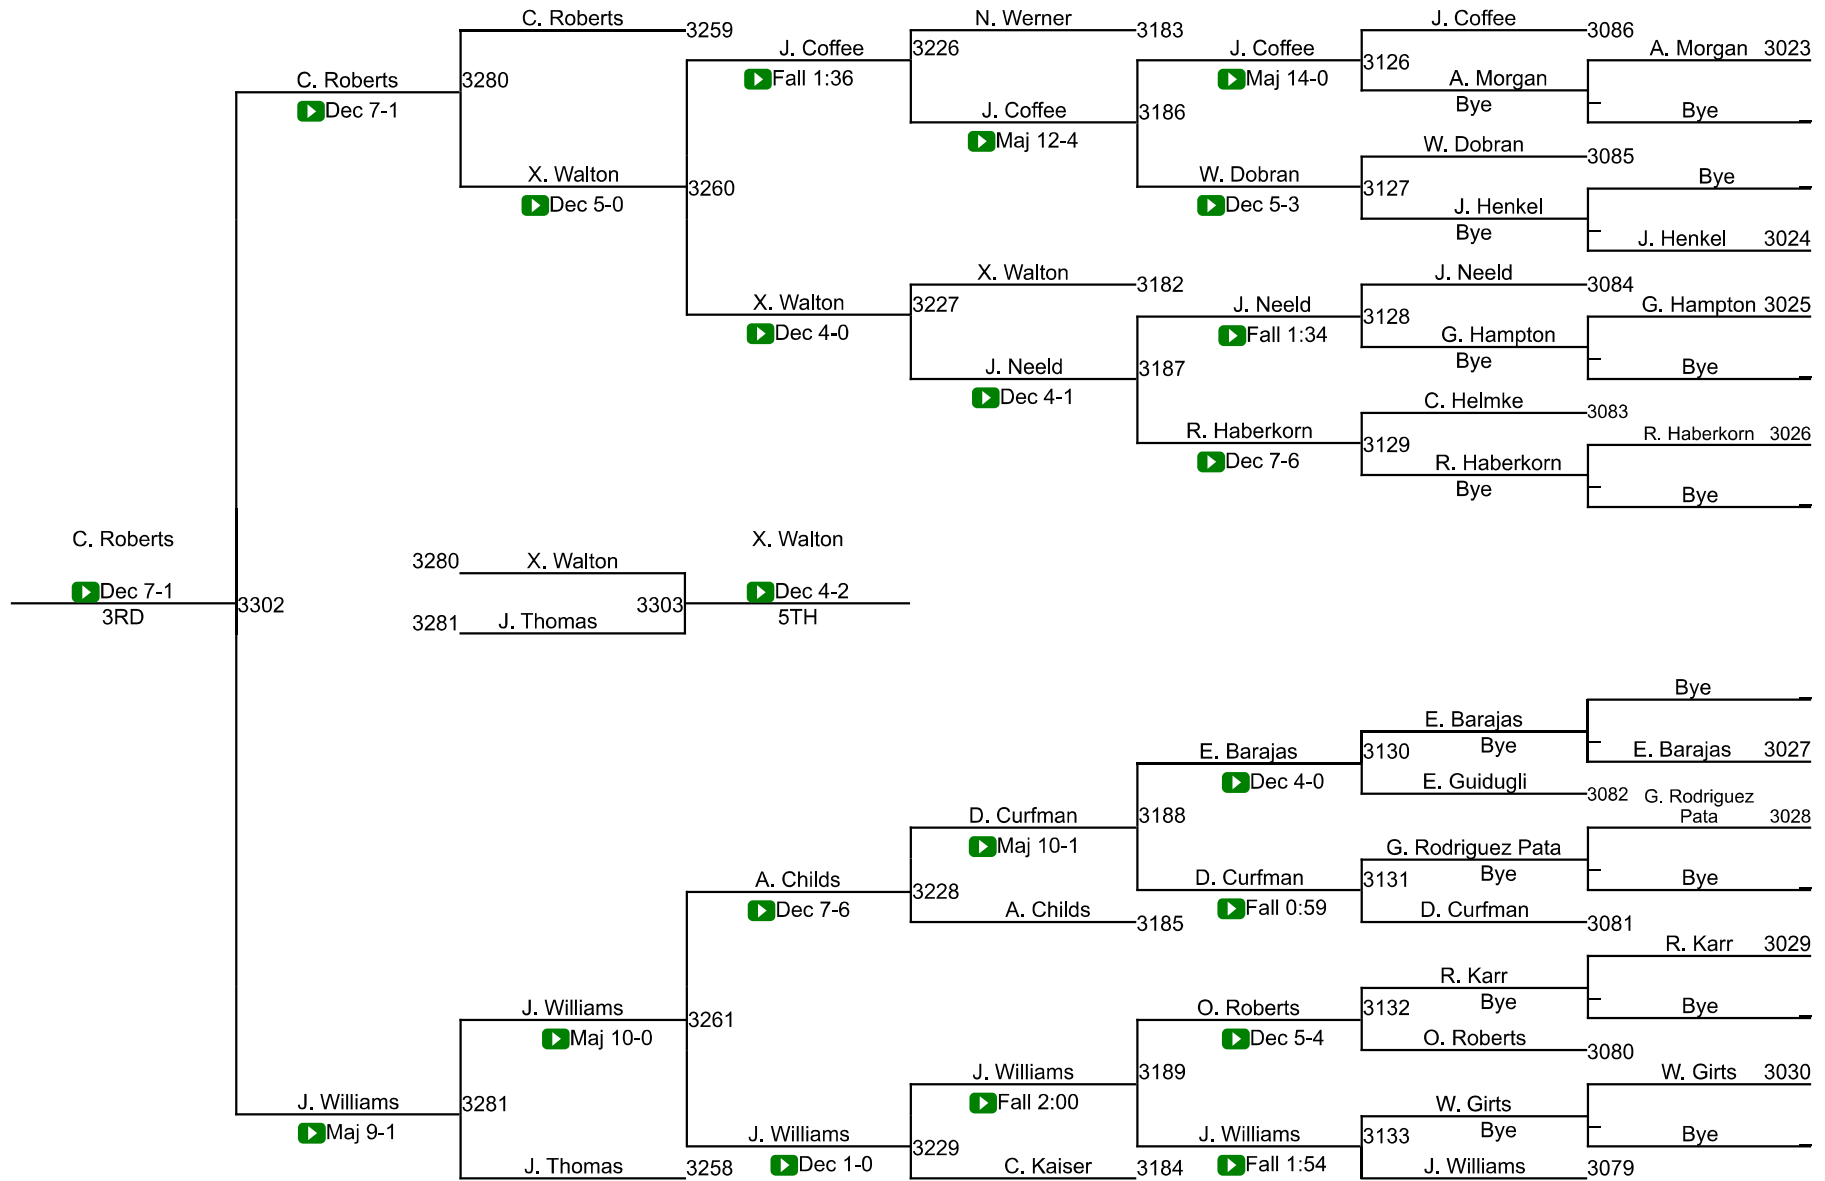 C. Roberts
3259
N. Werner
3183
J. Coffee
3086
J. Coffee
3226
J. Coffee
3126
A. Morgan 3023
C. Roberts
3280
Fall 1:36
Maj 14-0
A. Morgan
Bye
Dec 7-1
J. Coffee
3186
Bye
Maj 12-4
W. Dobran
3085
X. Walton
3260
W. Dobran
3127
Bye
Dec 5-0
Dec 5-3
J. Henkel
Bye
J. Henkel 3024
X. Walton
3182
J. Neeld
3084
X. Walton
3227
J. Neeld
3128
G. Hampton 3025
Dec 4-0
Fall 1:34
G. Hampton
Bye
J. Neeld
3187
Bye
Dec 4-1
C. Helmke
3083
R. Haberkorn
3129
R. Haberkorn 3026
Dec 7-6
R. Haberkorn
Bye
Bye
C. Roberts
X. Walton
3280
X. Walton
Dec 7-1
3302
3303
Dec 4-2
3RD
5TH
3281
J. Thomas
Bye
E. Barajas
Bye
E. Barajas
3130
E. Barajas 3027
Dec 4-0
E. Guidugli
3082
G. Rodriguez
Pata 3028
D. Curfman
3188
Maj 10-1
G. Rodriguez Pata
Bye
A. Childs
3228
D. Curfman
3131
Bye
Dec 7-6
A. Childs
3185
Fall 0:59
D. Curfman
3081
R. Karr 3029
R. Karr
Bye
J. Williams
3261
O. Roberts
3132
Bye
Maj 10-0
Dec 5-4
O. Roberts
3080
J. Williams
3189
W. Girts 3030
Fall 2:00
J. Williams
3281
W. Girts
Bye
Maj 9-1
J. Williams
3229
J. Williams
3133
Bye
J. Thomas
3258
Dec 1-0
C. Kaiser
3184
Fall 1:54
J. Williams
3079